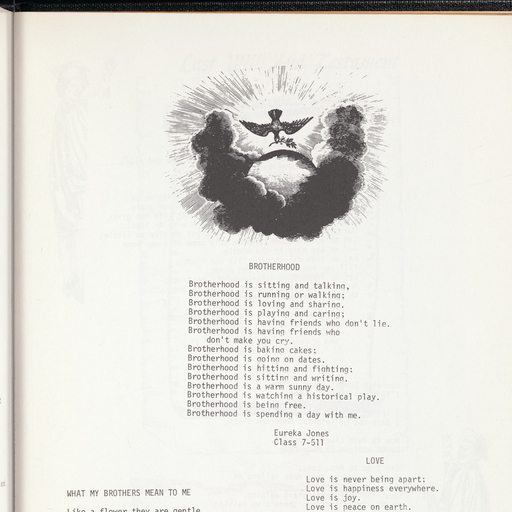 BROTHERHOOD
Brotherhood is sitting and talking,
Brotherhood is running or walking;
Brotherhood is loving and sharing.
Brotherhood is playing and caring;
Brotherhood is having friends who don't lie.
Brotherhood is having friends who
don't make you cry.
Brotherhood is baking cakes;
Brotherhood is going on dates.
Brotherhood is hitting and fighting:
Brotherhood is sitting and writing.
Brotherhood is a warm sunny day.
Brotherhood is watching a historical play.
Brotherhood is being free.
Brotherhood is spending a day with me.
Eureka Jones
Class 7-511
LOVE
Love is never being apart;
Love is happiness everywhere.
Love is joy.
Love is peace on earth.
WHAT MY BROTHERS MEAN TO ME
Like a flower they are gentle